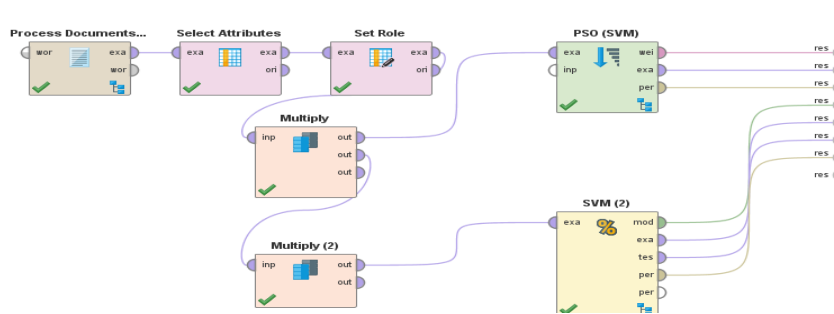 Process Documents...
Select Attributes
Set Role
PSO (SVM)
wor exa
wor
exa exa
ori
exa exa
ori
exa wei
inp exa
per
res
res
res
res
res
res
res
res
Multiply
inp out
out
out
SVM (2)
exa mod
exa
tes
per
per
Multiply (2)
inp out
out